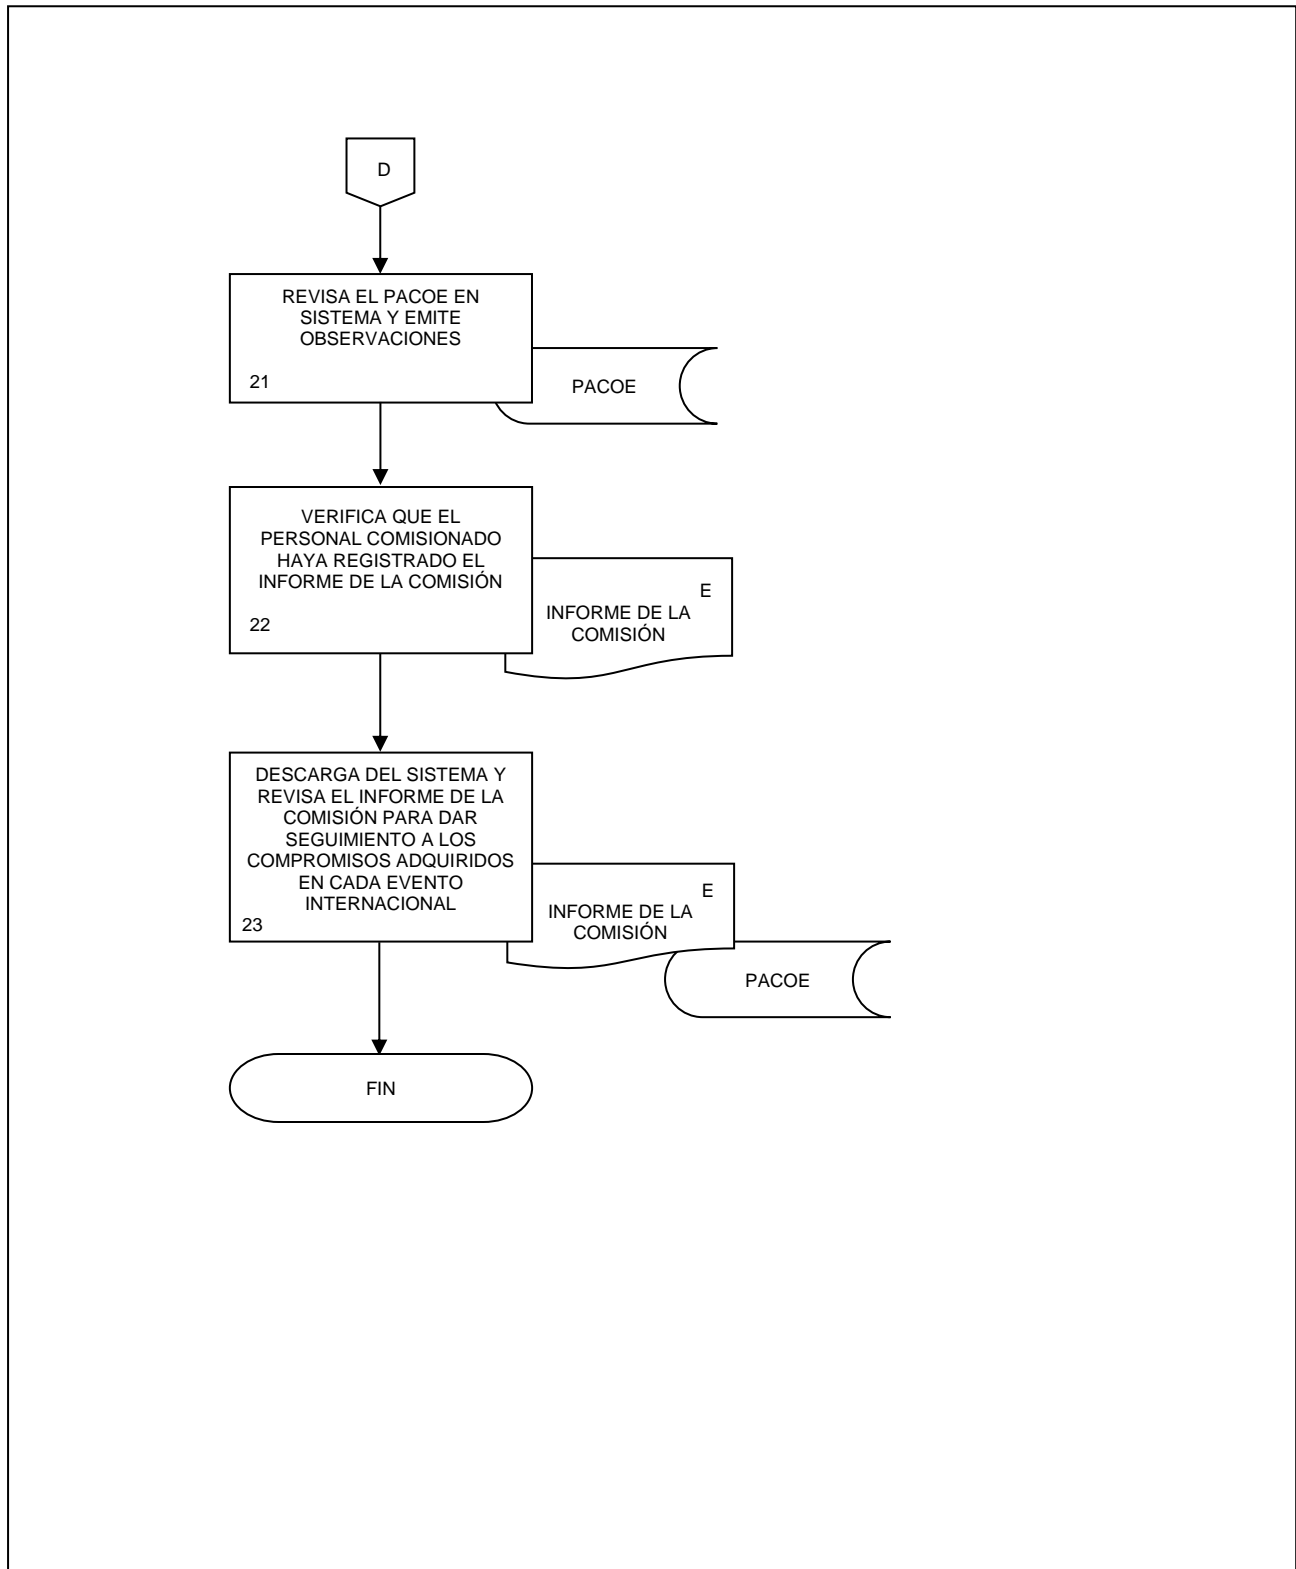 D
REVISA EL PACOE EN
SISTEMA Y EMITE
OBSERVACIONES
21
PACOE
VERIFICA QUE EL
PERSONAL COMISIONADO
HAYA REGISTRADO EL
INFORME DE LA COMISIÓN
22
E
INFORME DE LA
COMISIÓN
DESCARGA DEL SISTEMA Y
REVISA EL INFORME DE LA
COMISIÓN PARA DAR
SEGUIMIENTO A LOS
COMPROMISOS ADQUIRIDOS
EN CADA EVENTO
INTERNACIONAL
23
E
INFORME DE LA
COMISIÓN
PACOE
FIN